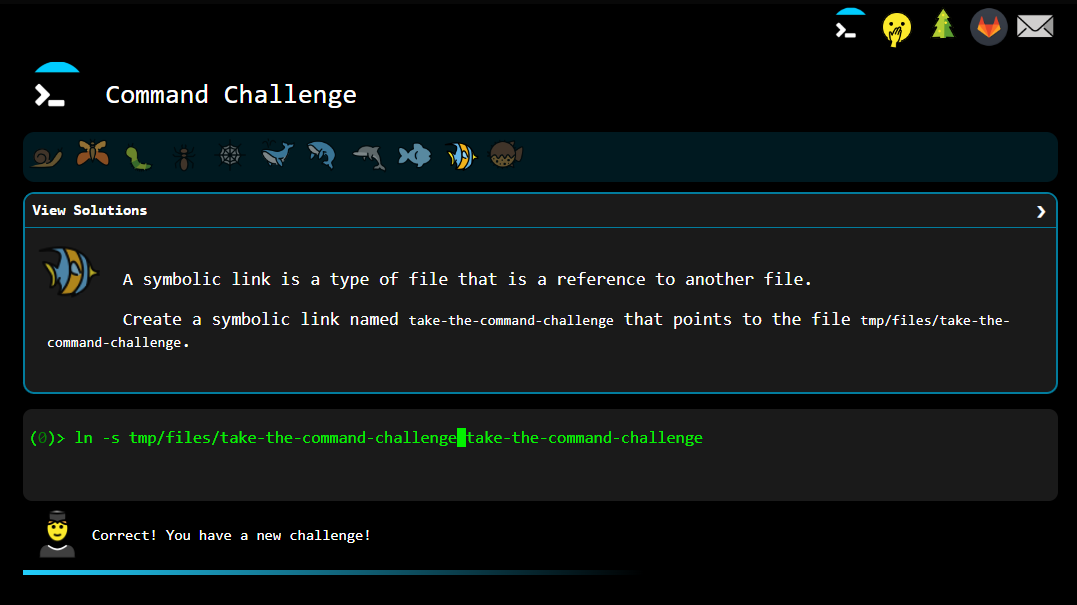 Command Challenge
View Solutions
A symbolic link is a type of file that is a reference to another file.
Create a symbolic link named take-the-command-challenge that points to the file tmp/files/take-the-
command-challenge.
(0)> ln -s tmp/files/take-the-command-challenge take-the-command-challenge
Correct! You have a new challenge!